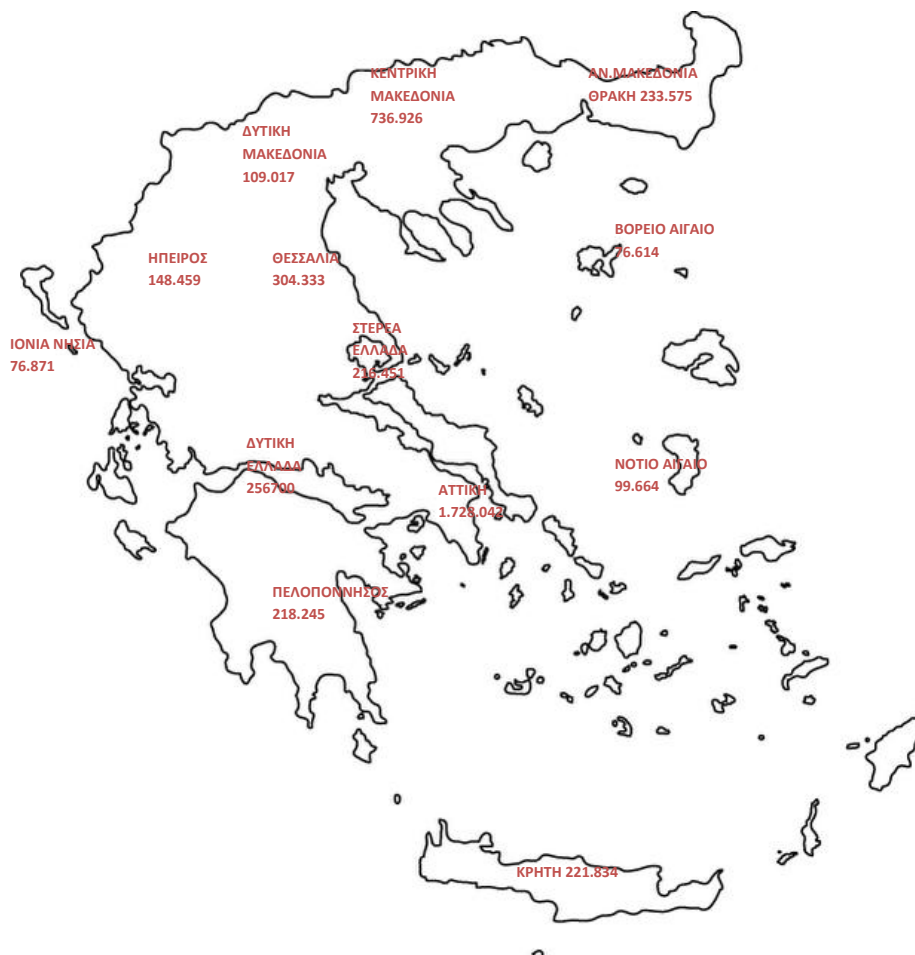 ΚΕΝΤΡΙΚΗ
ΜΑΚΕΔΟΝΙΑ
736.926
ΑΝ.ΜΑΚΕΔΟΝΙΑ
ΘΡΑΚΗ 233.575
ΔΥΤΙΚΗ
ΜΑΚΕΔΟΝΙΑ
109.017
ΒΟΡΕΙΟ ΑΙΓΑΙΟ
76.614
ΗΠΕΙΡΟΣ
148.459
ΘΕΣΣΑΛΙΑ
304.333
ΙΟΝΙΑ ΝΗΣΙΑ
76.871
ΣΤΕΡΕΑ
ΕΛΛΑΔΑ
216.451
ΔΥΤΙΚΗ
ΕΛΛΑΔΑ
256700
ΑΤΤΙΚΗ
1.728.042
ΝΟΤΙΟ ΑΙΓΑΙΟ
99.664
ΠΕΛΟΠΟΝΝΗΣΟΣ
218.245
ΚΡΗΤΗ 221.834